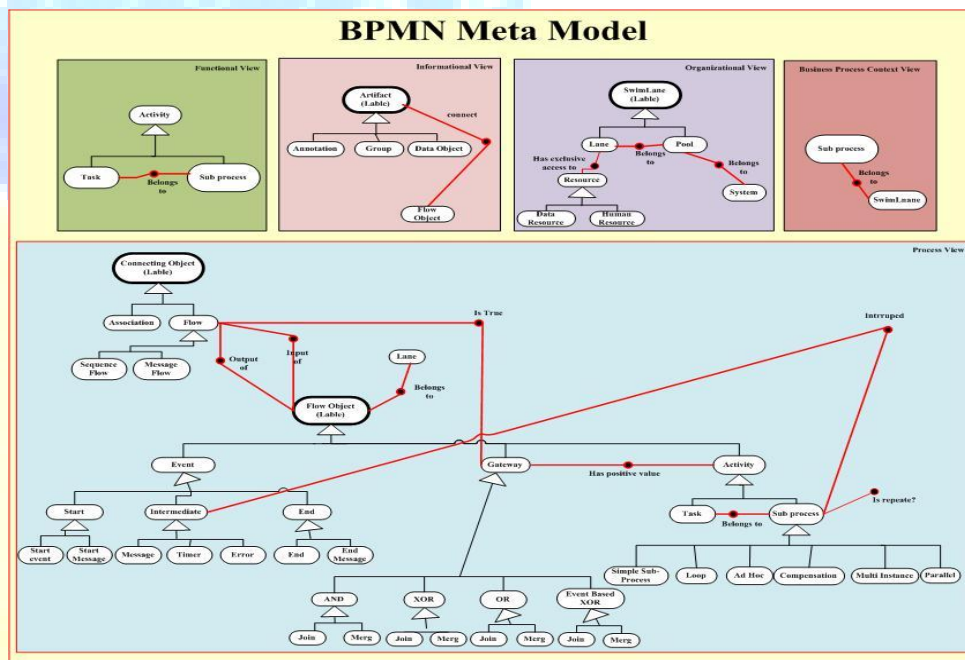 BPMN Meta Model
Functional View
Activity
Task
Belongs
to
Sub process
Informational View
Artifact
(Lable)
connect
Annotation
Group
Data Object
Flow
Object
Organizational View
SwimLane
(Lable)
Lane
Belongs
to
Pool
Has exclusive
access to
Belongs
to
Resource
System
Data
Resource
Human
Resource
Business Process Context View
Sub process
Belongs
to
SwimLnane
Process View
Connecting Object
(Lable)
Association
Flow
Is True
Intrruped
Sequence
Flow
Message
Flow
Output
of
Input
of
Lane
Belongs
to
Flow Object
(Lable)
Event
Gateway
Has positive value
Activity
Is repeate?
Start
Intermediate
End
Task
Belongs to
Sub process
Start
event
Start
Message
Message
Timer
Error
End
End
Message
Simple Sub-
Process
Loop
Ad Hoc
Compensation
Multi Instance
Parallel
AND
XOR
OR
Event Based
XOR
Join
Merg
Join
Merg
Join
Merg
Join
Merg